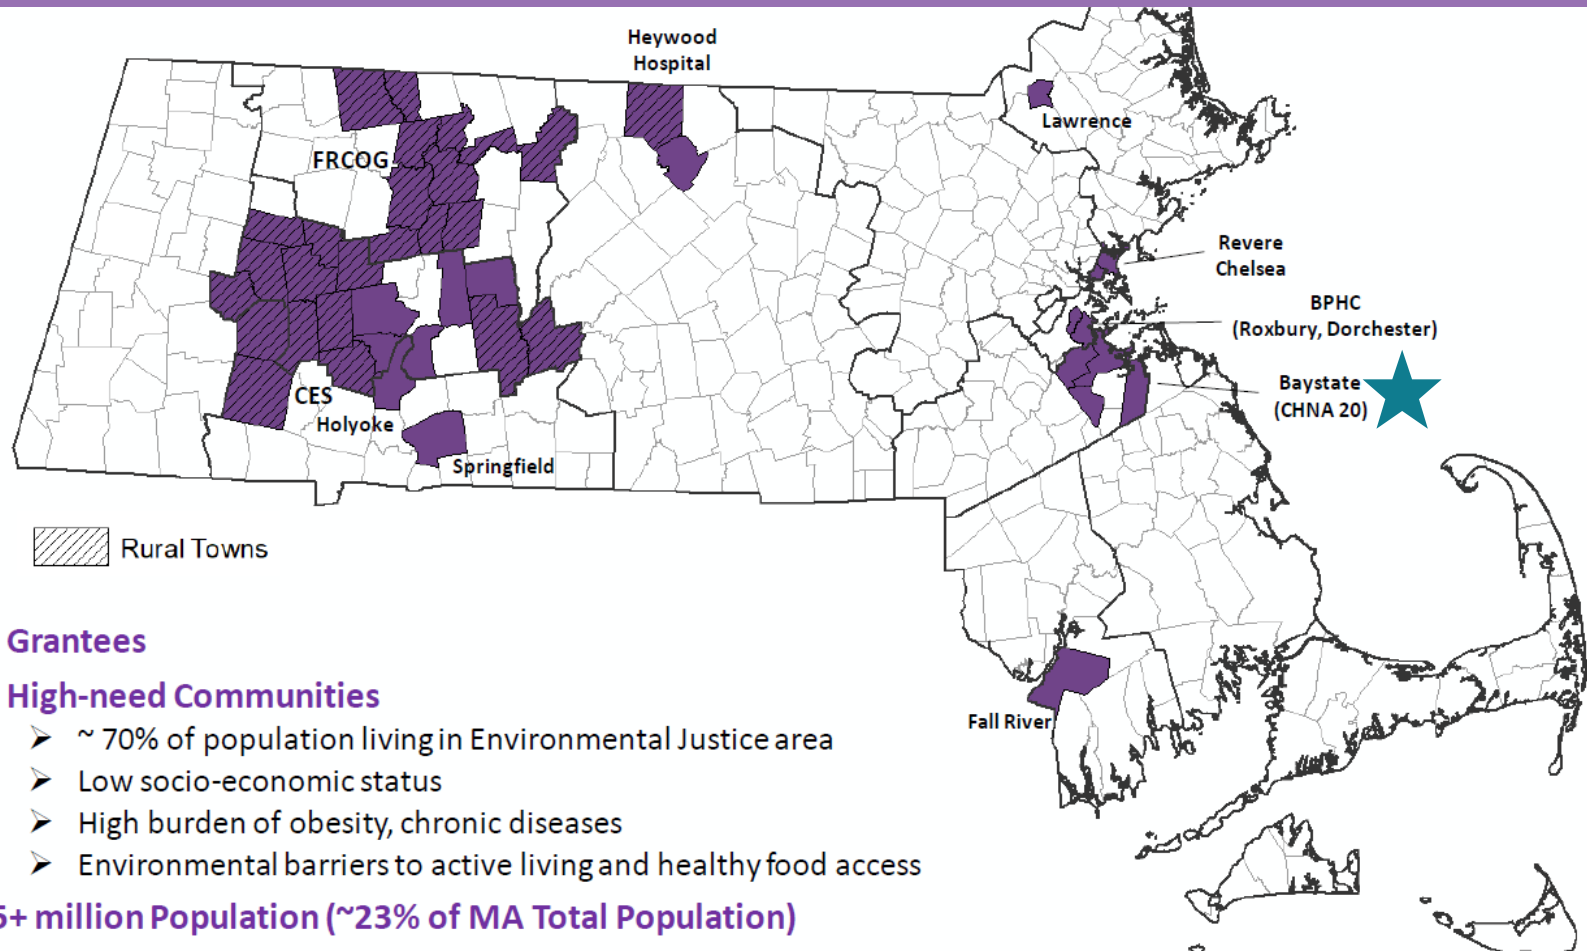 Heywood
Hospital
Lawrence
FRCOG
Revere
Chelsea
BPHC
(Roxbury, Dorchester)
Baystate
(CHNA 20)
CES
Holyoke
Springfield
Rural Towns
Fall River
Grantees
High-need Communities
➢ ~ 70% of population living in Environmental Justice area
➢ Low socio-economic status
➢ High burden of obesity, chronic diseases
➢ Environmental barriers to active living and healthy food access
5+ million Population (~23% of MA Total Population)